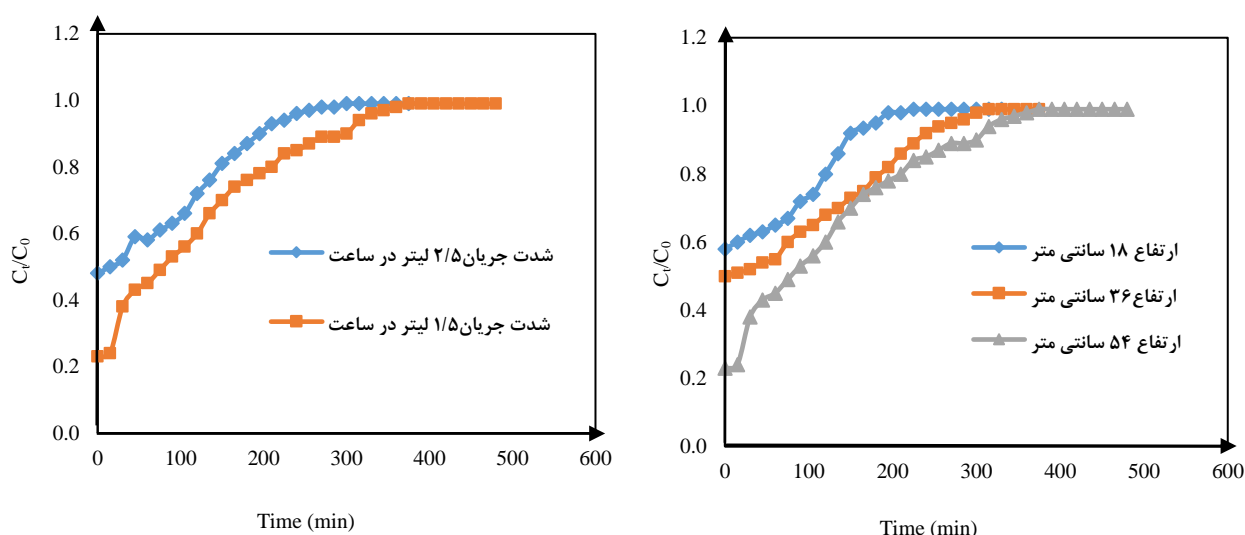 1.2
1.0
0.8
0.6
0.4
0.2
0.0
Ct/C0
0 100 200 300 400 500 600
Time (min)
شدت جریان۲/۵ لیتر در ساعت
شدت جریان۱/۵ لیتر در ساعت
1.2
1.0
0.8
0.6
0.4
0.2
0.0
Ct/C0
0 100 200 300 400 500 600
Time (min)
ارتفاع ۱۸ سانتی متر
ارتفاع۳۶ سانتی متر
ارتفاع ۵۴ سانتی متر